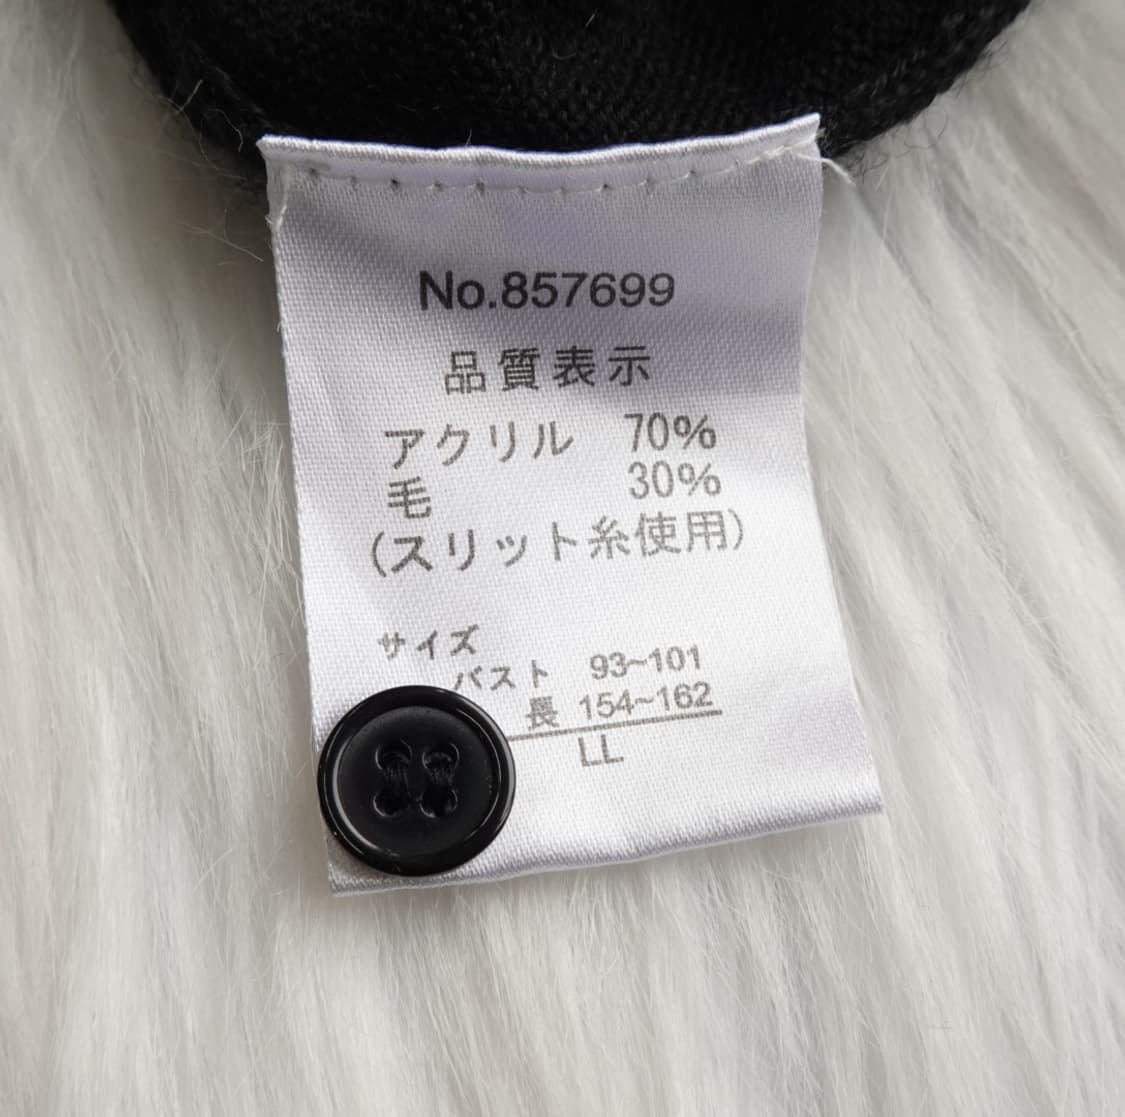 No.857699
品質表示
アクリル 70%
毛 30%
(スリット糸使用)
サイズ
バスト 93~101
長 154~162
LL